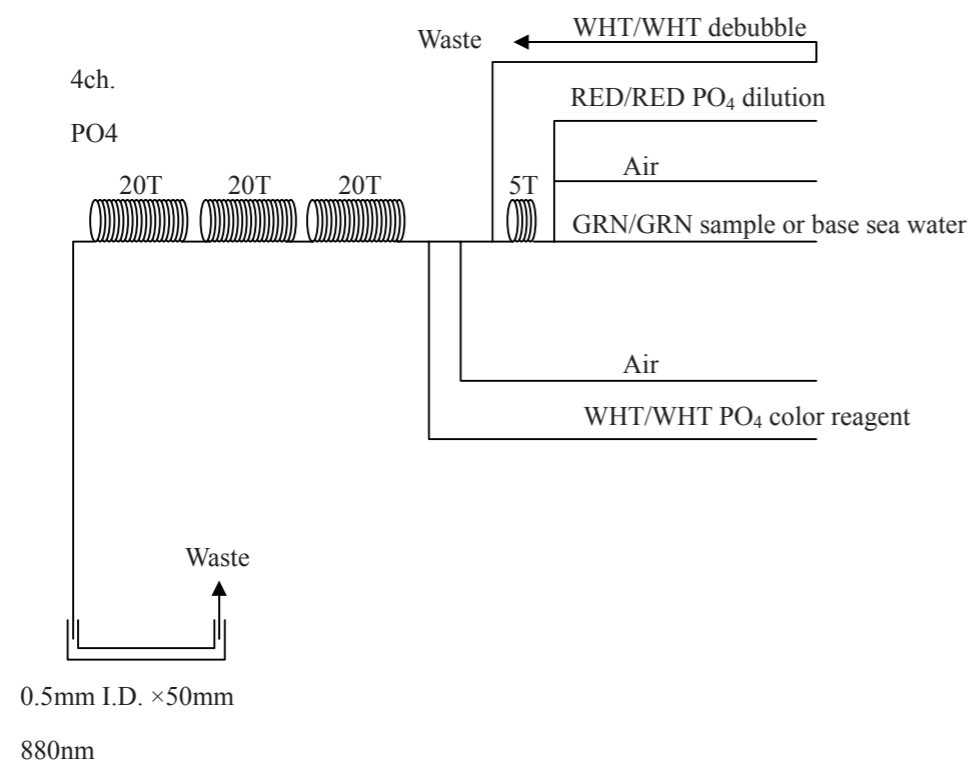 WHT/WHT debubble
Waste
4ch.
RED/RED PO₄ dilution
PO4
Air
20T 20T 20T 5T
GRN/GRN sample or base sea water
Air
WHT/WHT PO₄ color reagent
Waste
0.5mm I.D. ×50mm
880nm